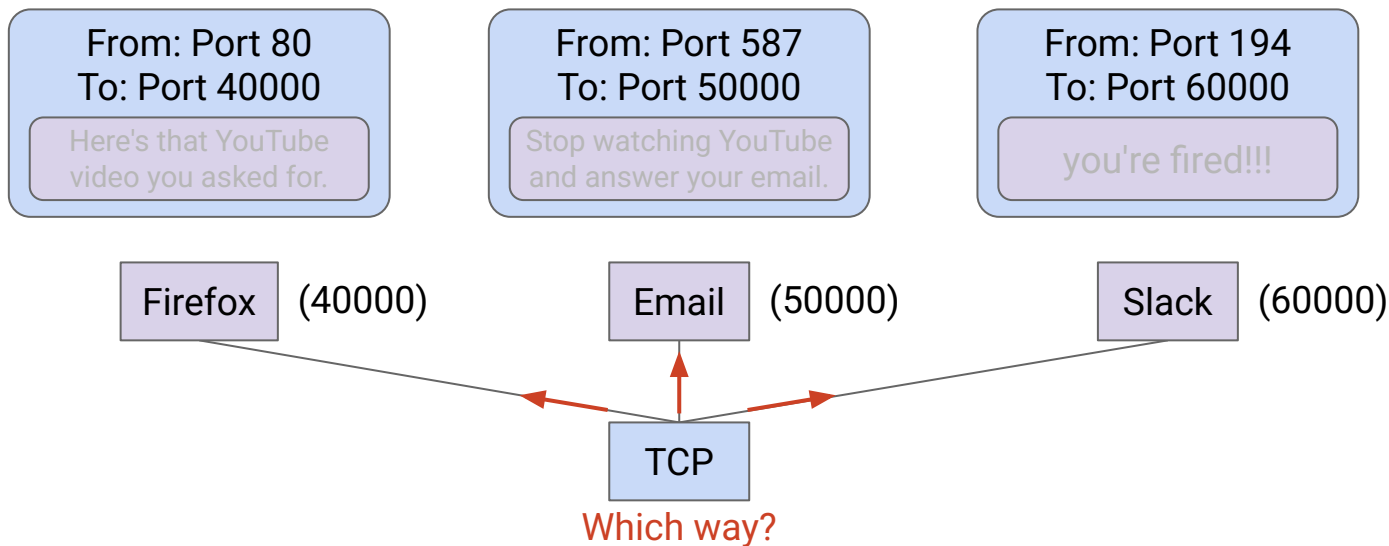 From: Port 80
To: Port 40000
Here's that YouTube
video you asked for.
From: Port 587
To: Port 50000
Stop watching YouTube
and answer your email.
From: Port 194
To: Port 60000
you're fired!!!
Firefox
(40000)
Email
(50000)
Slack
(60000)
TCP
Which way?